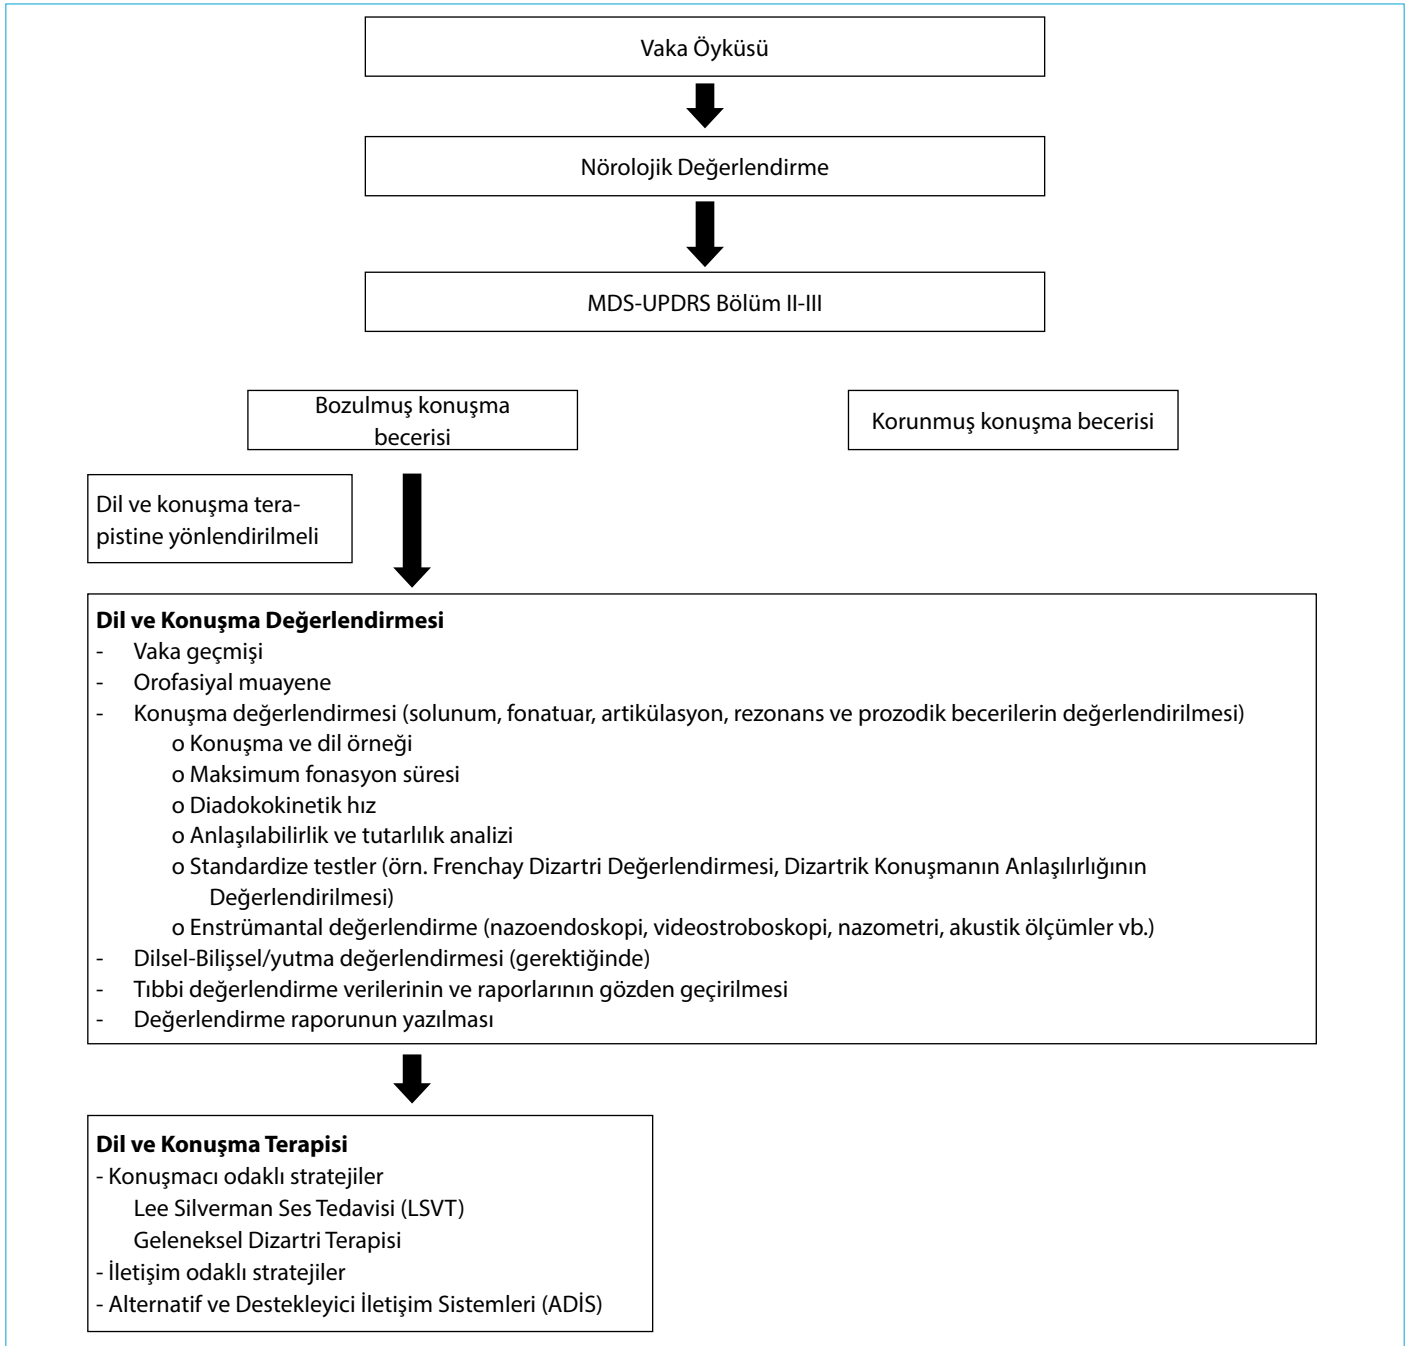 Vaka Öyküsü
Nörolojik Değerlendirme
MDS-UPDRS Bölüm II-III
Bozulmuş konuşma
becerisi
Korunmuş konuşma becerisi
Dil ve konuşma tera-
pistine yönlendirilmeli
Dil ve Konuşma Değerlendirmesi
- Vaka geçmişi
- Orofasiyal muayene
- Konuşma değerlendirmesi (solunum, fonatuar, artikülasyon, rezonans ve prozodik becerilerin değerlendirilmesi)
o Konuşma ve dil örneği
o Maksimum fonasyon süresi
o Diadokokinetik hız
o Anlaşılabilirlik ve tutarlılık analizi
o Standardize testler (örn. Frenchay Dizartri Değerlendirmesi, Dizartrik Konuşmanın Anlaşılırlığının
Değerlendirilmesi)
o Enstrümantal değerlendirme (nazoendoskopi, videostroboskopi, nazometri, akustik ölçümler vb.)
- Dilsel-Bilişsel/yutma değerlendirmesi (gerektiğinde)
- Tıbbi değerlendirme verilerinin ve raporlarının gözden geçirilmesi
- Değerlendirme raporunun yazılması
Dil ve Konuşma Terapisi
- Konuşmacı odaklı stratejiler
Lee Silverman Ses Tedavisi (LSVT)
Geleneksel Dizartri Terapisi
- İletişim odaklı stratejiler
- Alternatif ve Destekleyici İletişim Sistemleri (ADİS)